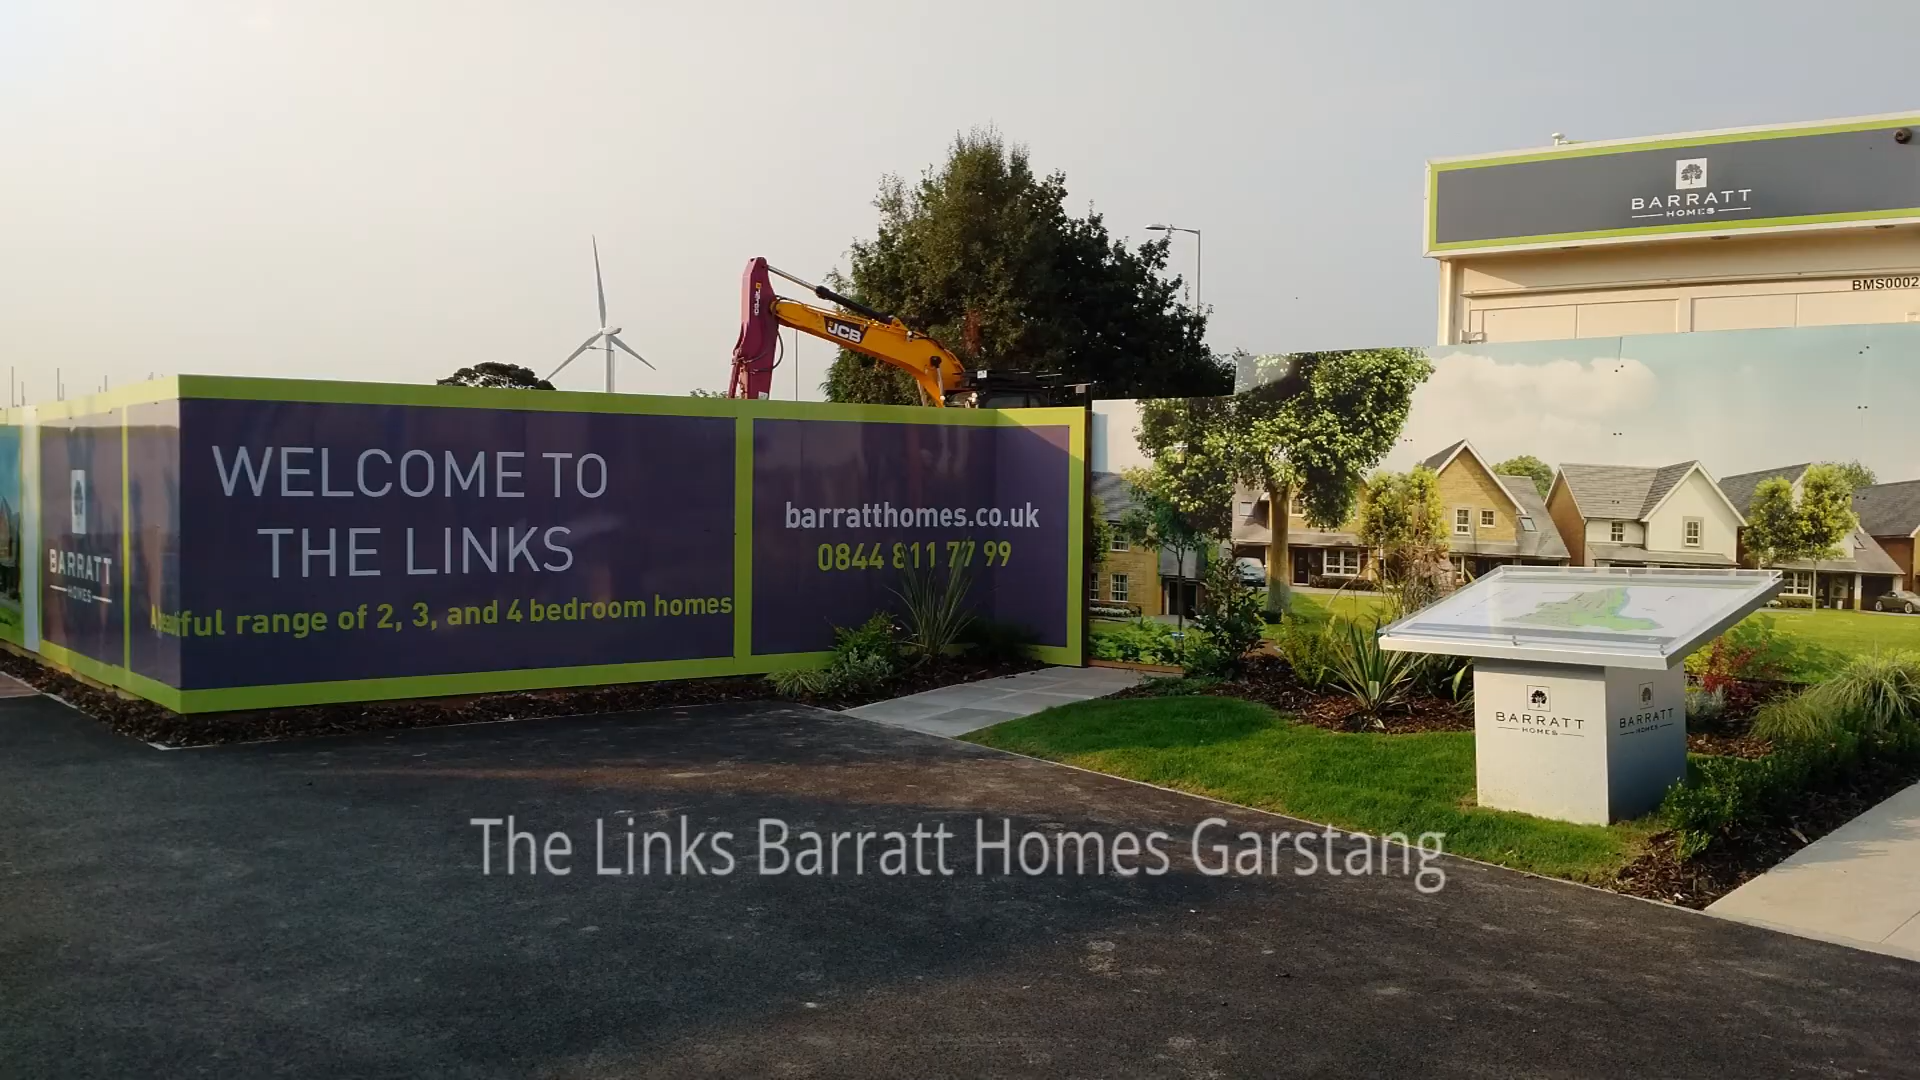 BARRATT
HOMES
BMS0002
JCB
WELCOME TO
THE LINKS
A beautiful range of 2, 3, and 4 bedroom homes
barratthomes.co.uk
0844 811 77 99
BARRATT
HOMES
BARRATT
HOMES
BARRATT
HOMES
The Links Barratt Homes Garstang